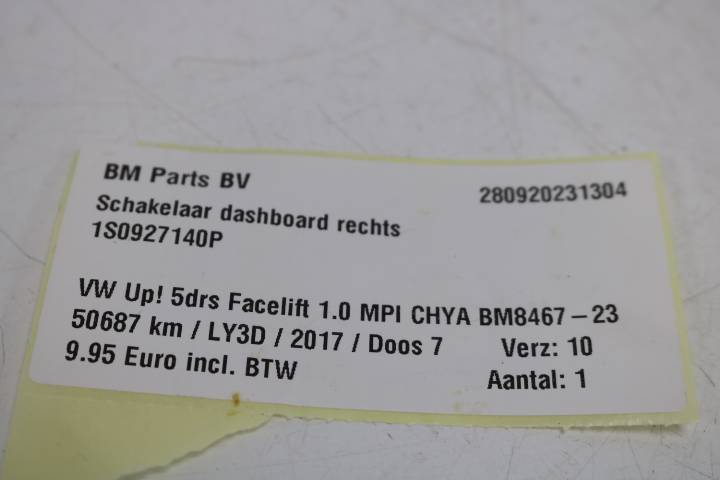 BM Parts BV 280920231304
Schakelaar dashboard rechts
1S0927140P
VW Up! 5drs Facelift 1.0 MPI CHYA BM8467-23
50687 km / LY3D / 2017 / Doos 7 Verz: 10
9.95 Euro incl. BTW Aantal: 1